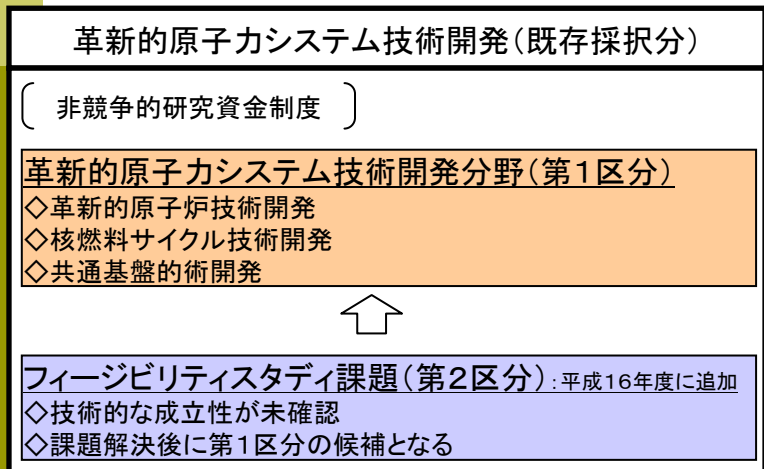 革新的原子力システム技術開発(既存採択分)
非競争的研究資金制度
革新的原子力システム技術開発分野(第1区分)
◇革新的原子炉技術開発
◇核燃料サイクル技術開発
◇共通基盤的術開発
フィージビリティスタディ課題(第2区分):平成16年度に追加
◇技術的な成立性が未確認
◇課題解決後に第1区分の候補となる